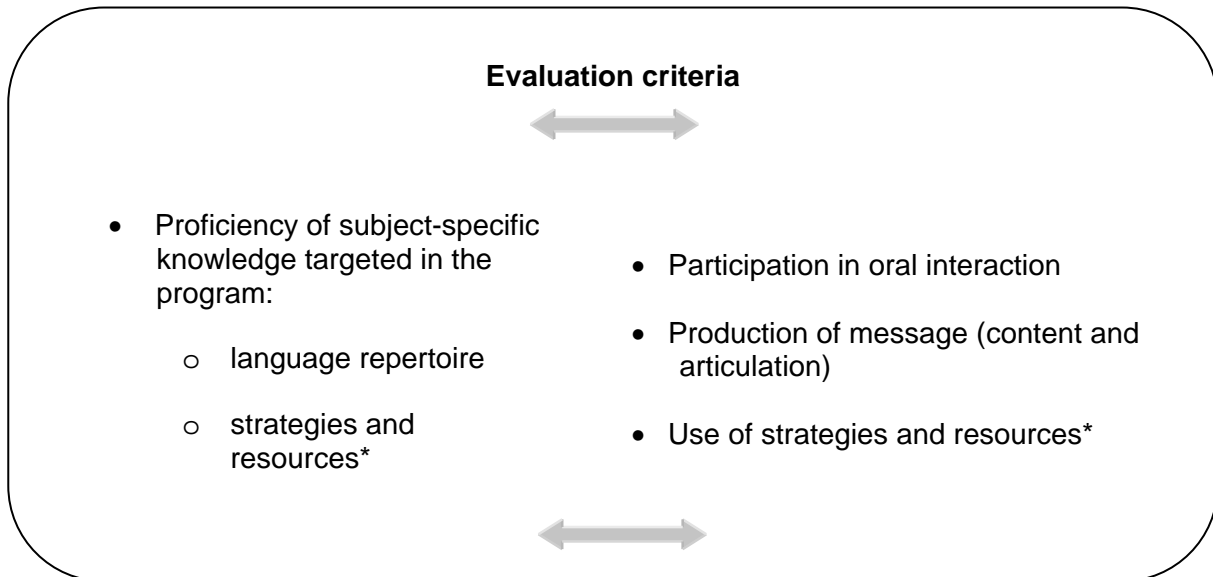 Evaluation criteria
• Proficiency of subject-specific
knowledge targeted in the
program:
o language repertoire
o strategies and
resources*
• Participation in oral interaction
• Production of message (content and
articulation)
• Use of strategies and resources*